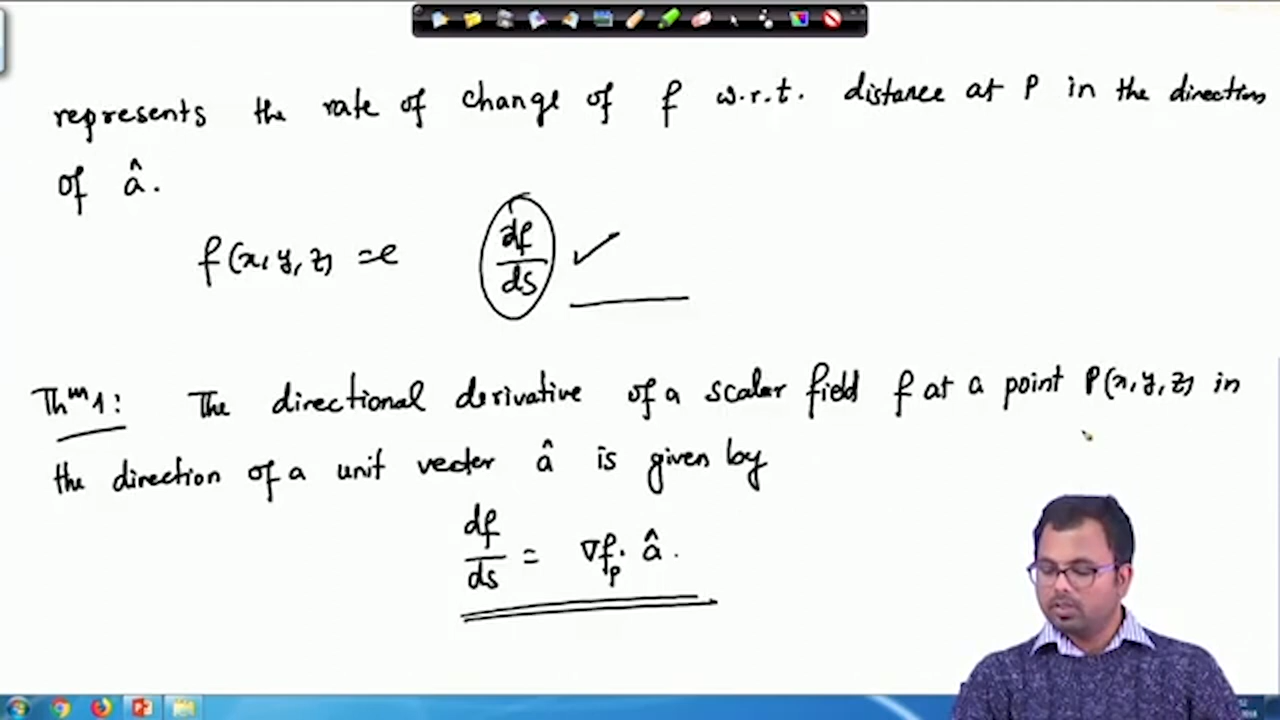 represents the rate of change of f w.r.t. distance at P in the direction
of â.
f(x, y, z) = c df/ds ✓
Thᵐ 1: The directional derivative of a scalar field f at a point P(x, y, z) in
the direction of a unit vector â is given by
df/ds = ∇f_p · â.